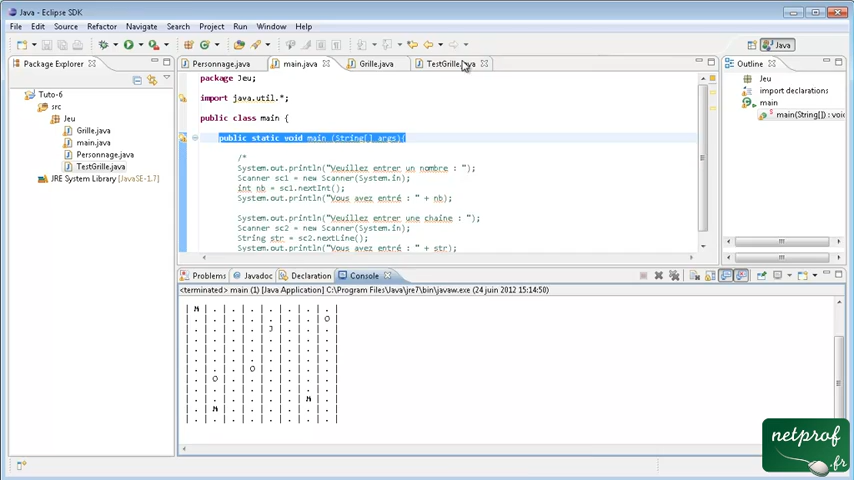 Java - Eclipse SDK
File Edit Source Refactor Navigate Search Project Run Window Help
Java
Package Explorer
Tuto-6
src
Jeu
Grille.java
main.java
Personnage.java
TestGrille.java
JRE System Library [JavaSE-1.7]
Personnage.java main.java Grille.java TestGrille.java
package Jeu;
import java.util.*;
public class main {
public static void main (String[] args){
/*
System.out.println("Veuillez entrer un nombre : ");
Scanner sc1 = new Scanner(System.in);
int nb = sc1.nextInt();
System.out.println("Vous avez entré : " + nb);
System.out.println("Veuillez entrer une chaine : ");
Scanner sc2 = new Scanner(System.in);
String str = sc2.nextLine();
System.out.println("Vous avez entré : " + str);
Outline
Jeu
import declarations
main
main(String[]) : voi
Problems Javadoc Declaration Console
<terminated> main (1) [Java Application] C:\Program Files\Java\jre7\bin\javaw.exe (24 juin 2012 15:14:50)
| M | . | . | . | . | . | . | . |
| . | . | . | . | . | . | . | O |
| . | . | . | . | J | . | . | . |
| . | . | . | . | . | . | . | . |
| . | . | . | . | . | . | . | . |
| . | . | . | . | . | . | . | . |
| . | . | . | O | . | . | . | . |
| . | O | . | . | . | . | . | . |
| . | . | . | . | . | . | . | . |
| . | . | . | . | . | . | M | . |
| . | M | . | . | . | . | . | . |
| . | . | . | . | . | . | . | . |
netprof
.fr